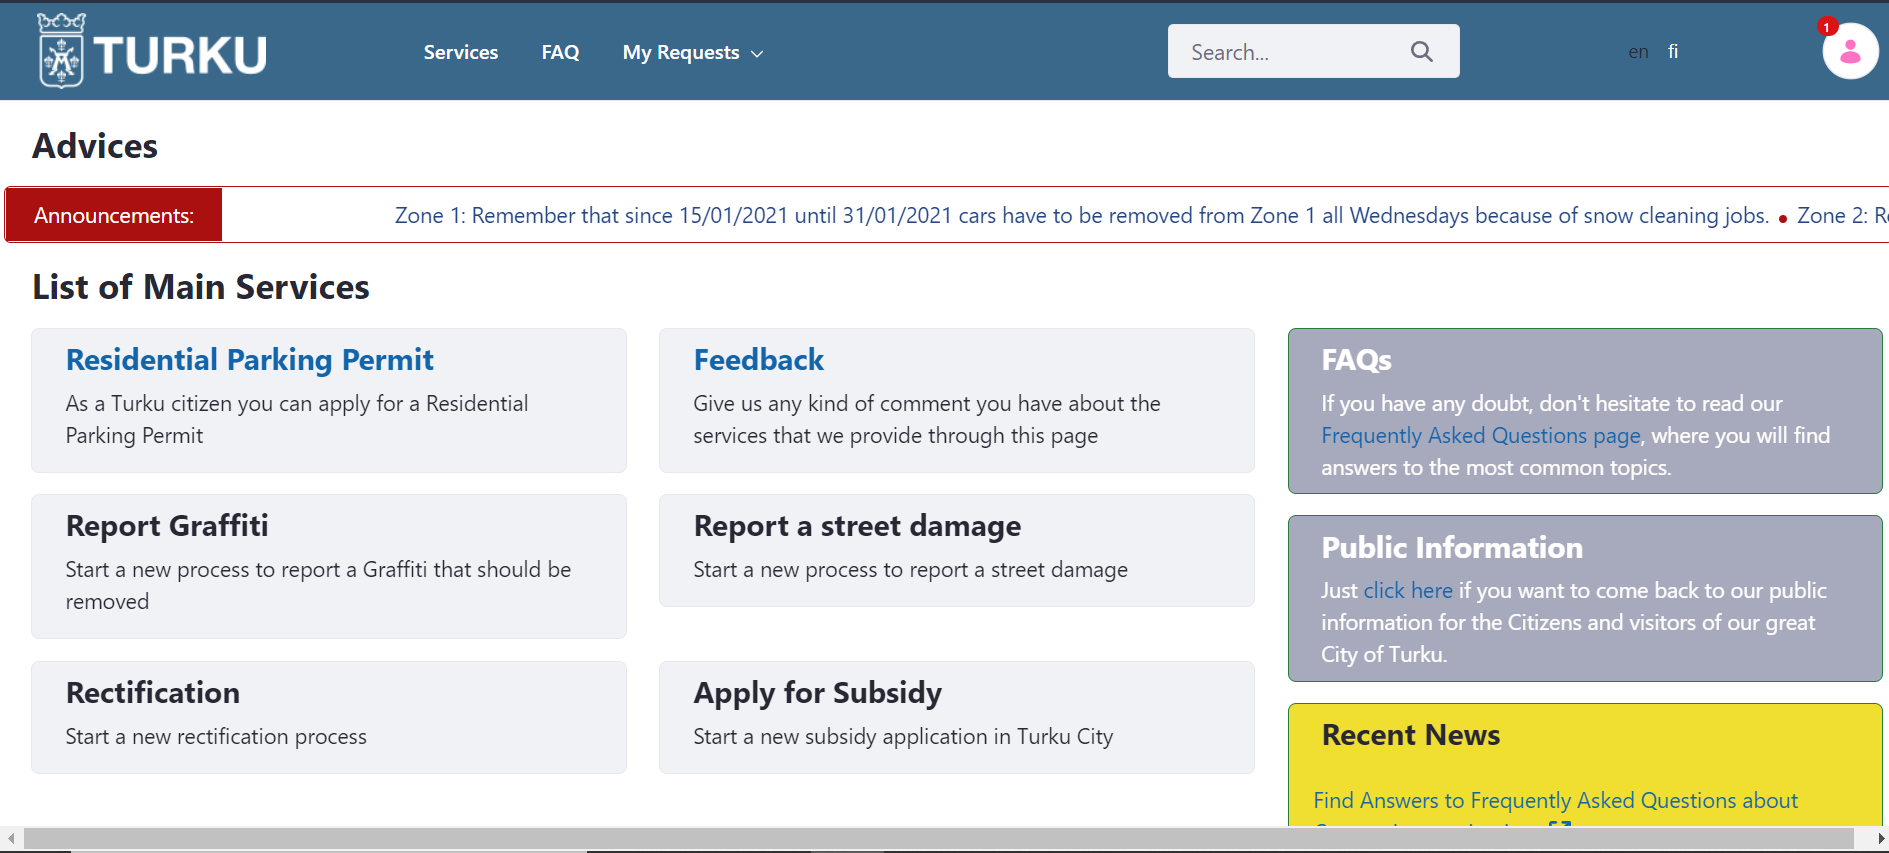 TURKU
Services
FAQ
My Requests
Search...
en
fi
1
Advices
Announcements:
Zone 1: Remember that since 15/01/2021 until 31/01/2021 cars have to be removed from Zone 1 all Wednesdays because of snow cleaning jobs.
Zone 2:
List of Main Services
Residential Parking Permit
As a Turku citizen you can apply for a Residential
Parking Permit
Feedback
Give us any kind of comment you have about the
services that we provide through this page
Report Graffiti
Start a new process to report a Graffiti that should be
removed
Report a street damage
Start a new process to report a street damage
Rectification
Start a new rectification process
Apply for Subsidy
Start a new subsidy application in Turku City
FAQs
If you have any doubt, don't hesitate to read our
Frequently Asked Questions page, where you will find
answers to the most common topics.
Public Information
Just click here if you want to come back to our public
information for the Citizens and visitors of our great
City of Turku.
Recent News
Find Answers to Frequently Asked Questions about